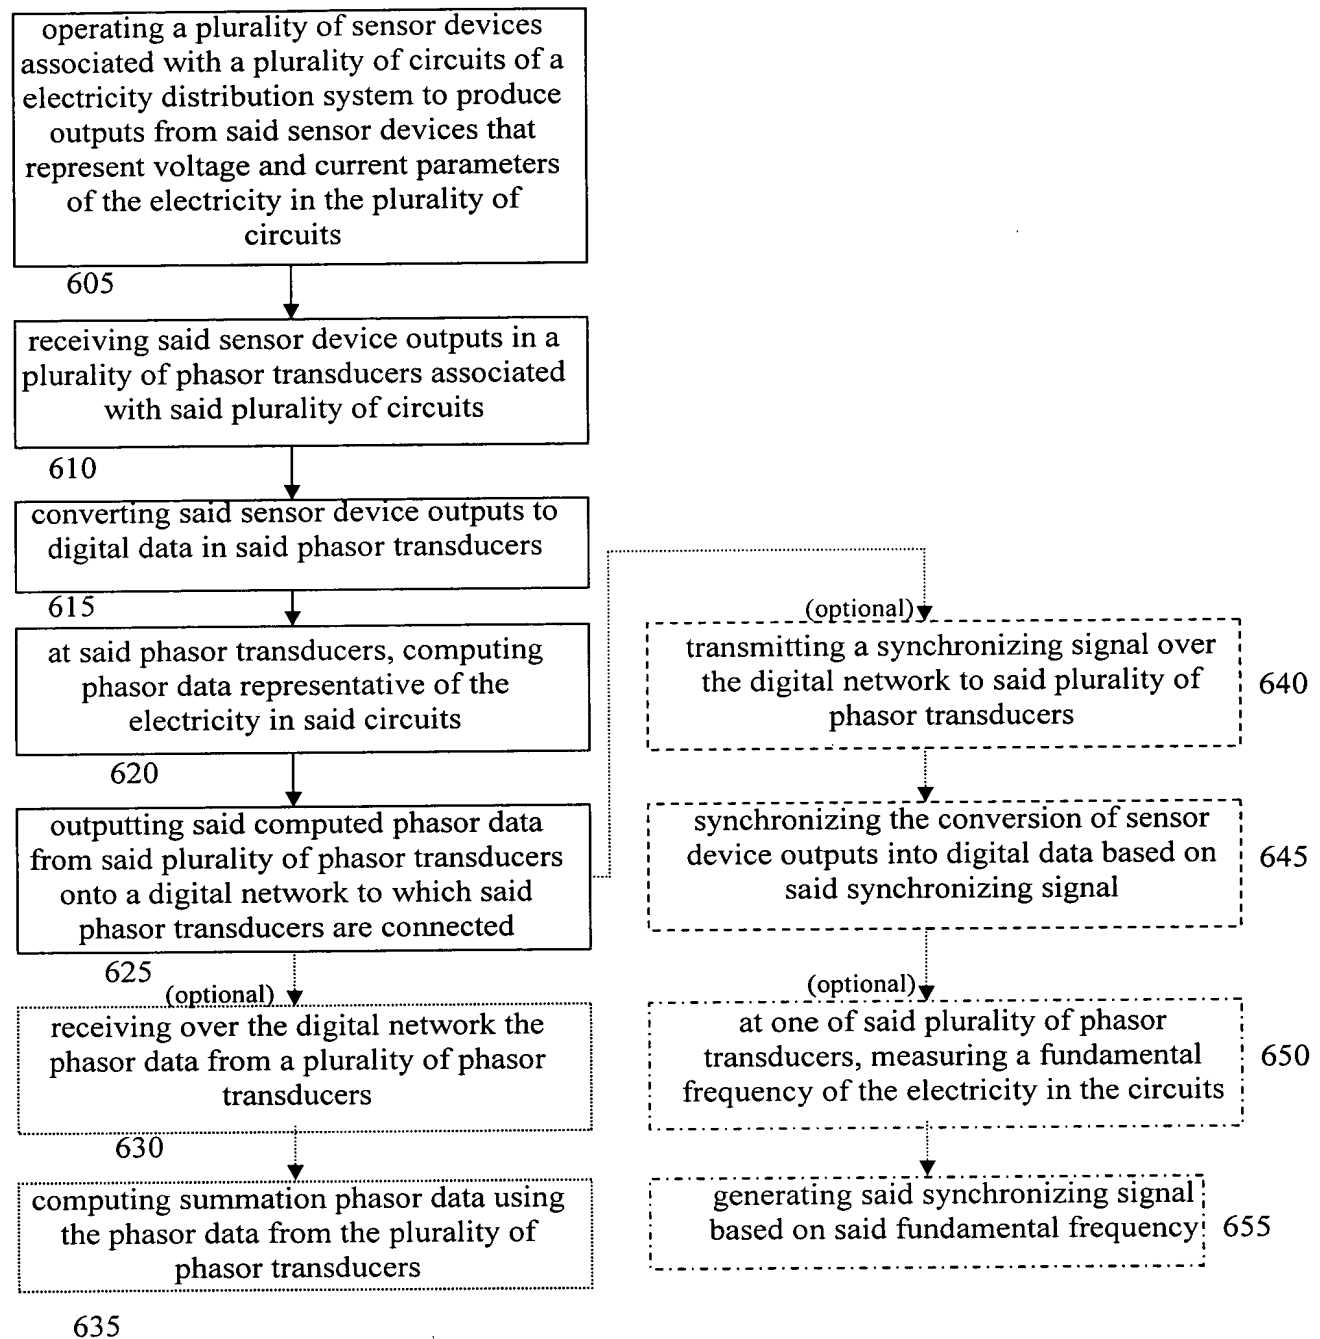 operating a plurality of sensor devices
associated with a plurality of circuits of a
electricity distribution system to produce
outputs from said sensor devices that
represent voltage and current parameters
of the electricity in the plurality of
circuits
605
receiving said sensor device outputs in a
plurality of phasor transducers associated
with said plurality of circuits
610
converting said sensor device outputs to
digital data in said phasor transducers
615
at said phasor transducers, computing
phasor data representative of the
electricity in said circuits
620
outputting said computed phasor data
from said plurality of phasor transducers
onto a digital network to which said
phasor transducers are connected
625
(optional)
receiving over the digital network the
phasor data from a plurality of phasor
transducers
630
computing summation phasor data using
the phasor data from the plurality of
phasor transducers
635
(optional)
transmitting a synchronizing signal over
the digital network to said plurality of
phasor transducers
640
synchronizing the conversion of sensor
device outputs into digital data based on
said synchronizing signal
645
(optional)
at one of said plurality of phasor
transducers, measuring a fundamental
frequency of the electricity in the circuits
650
generating said synchronizing signal
based on said fundamental frequency
655